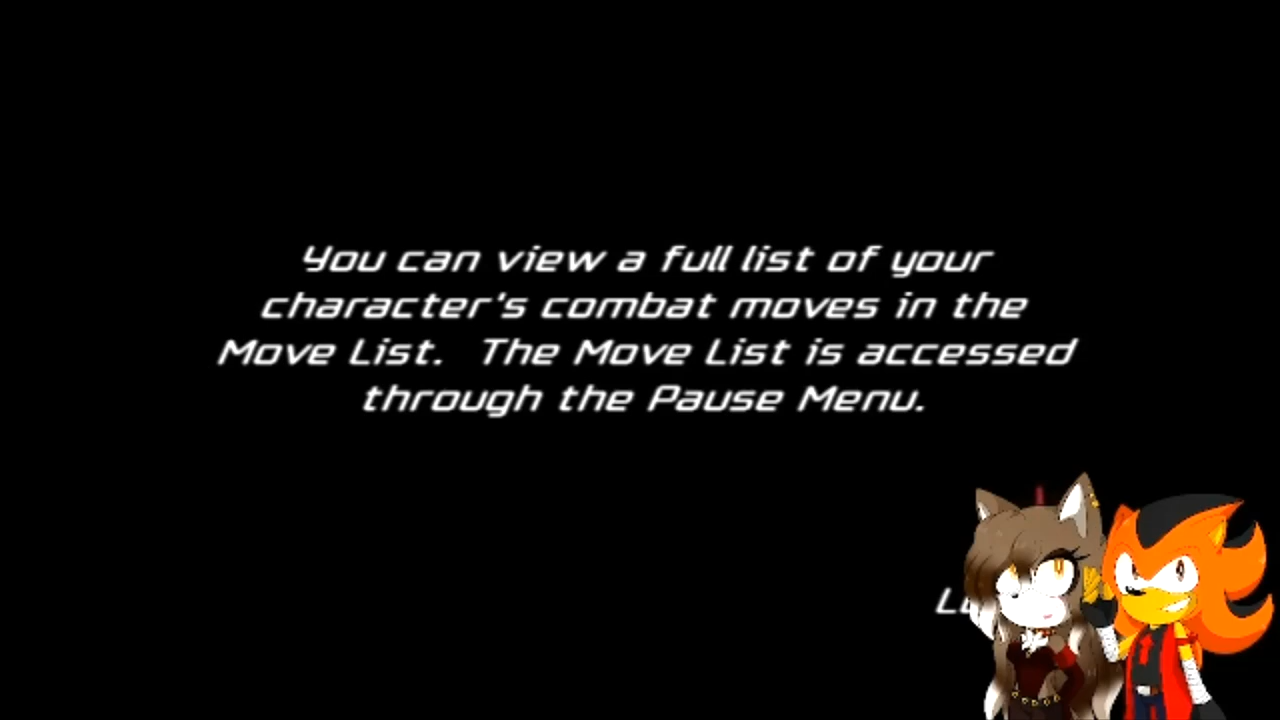 You can view a full list of your
character's combat moves in the
Move List. The Move List is accessed
through the Pause Menu.